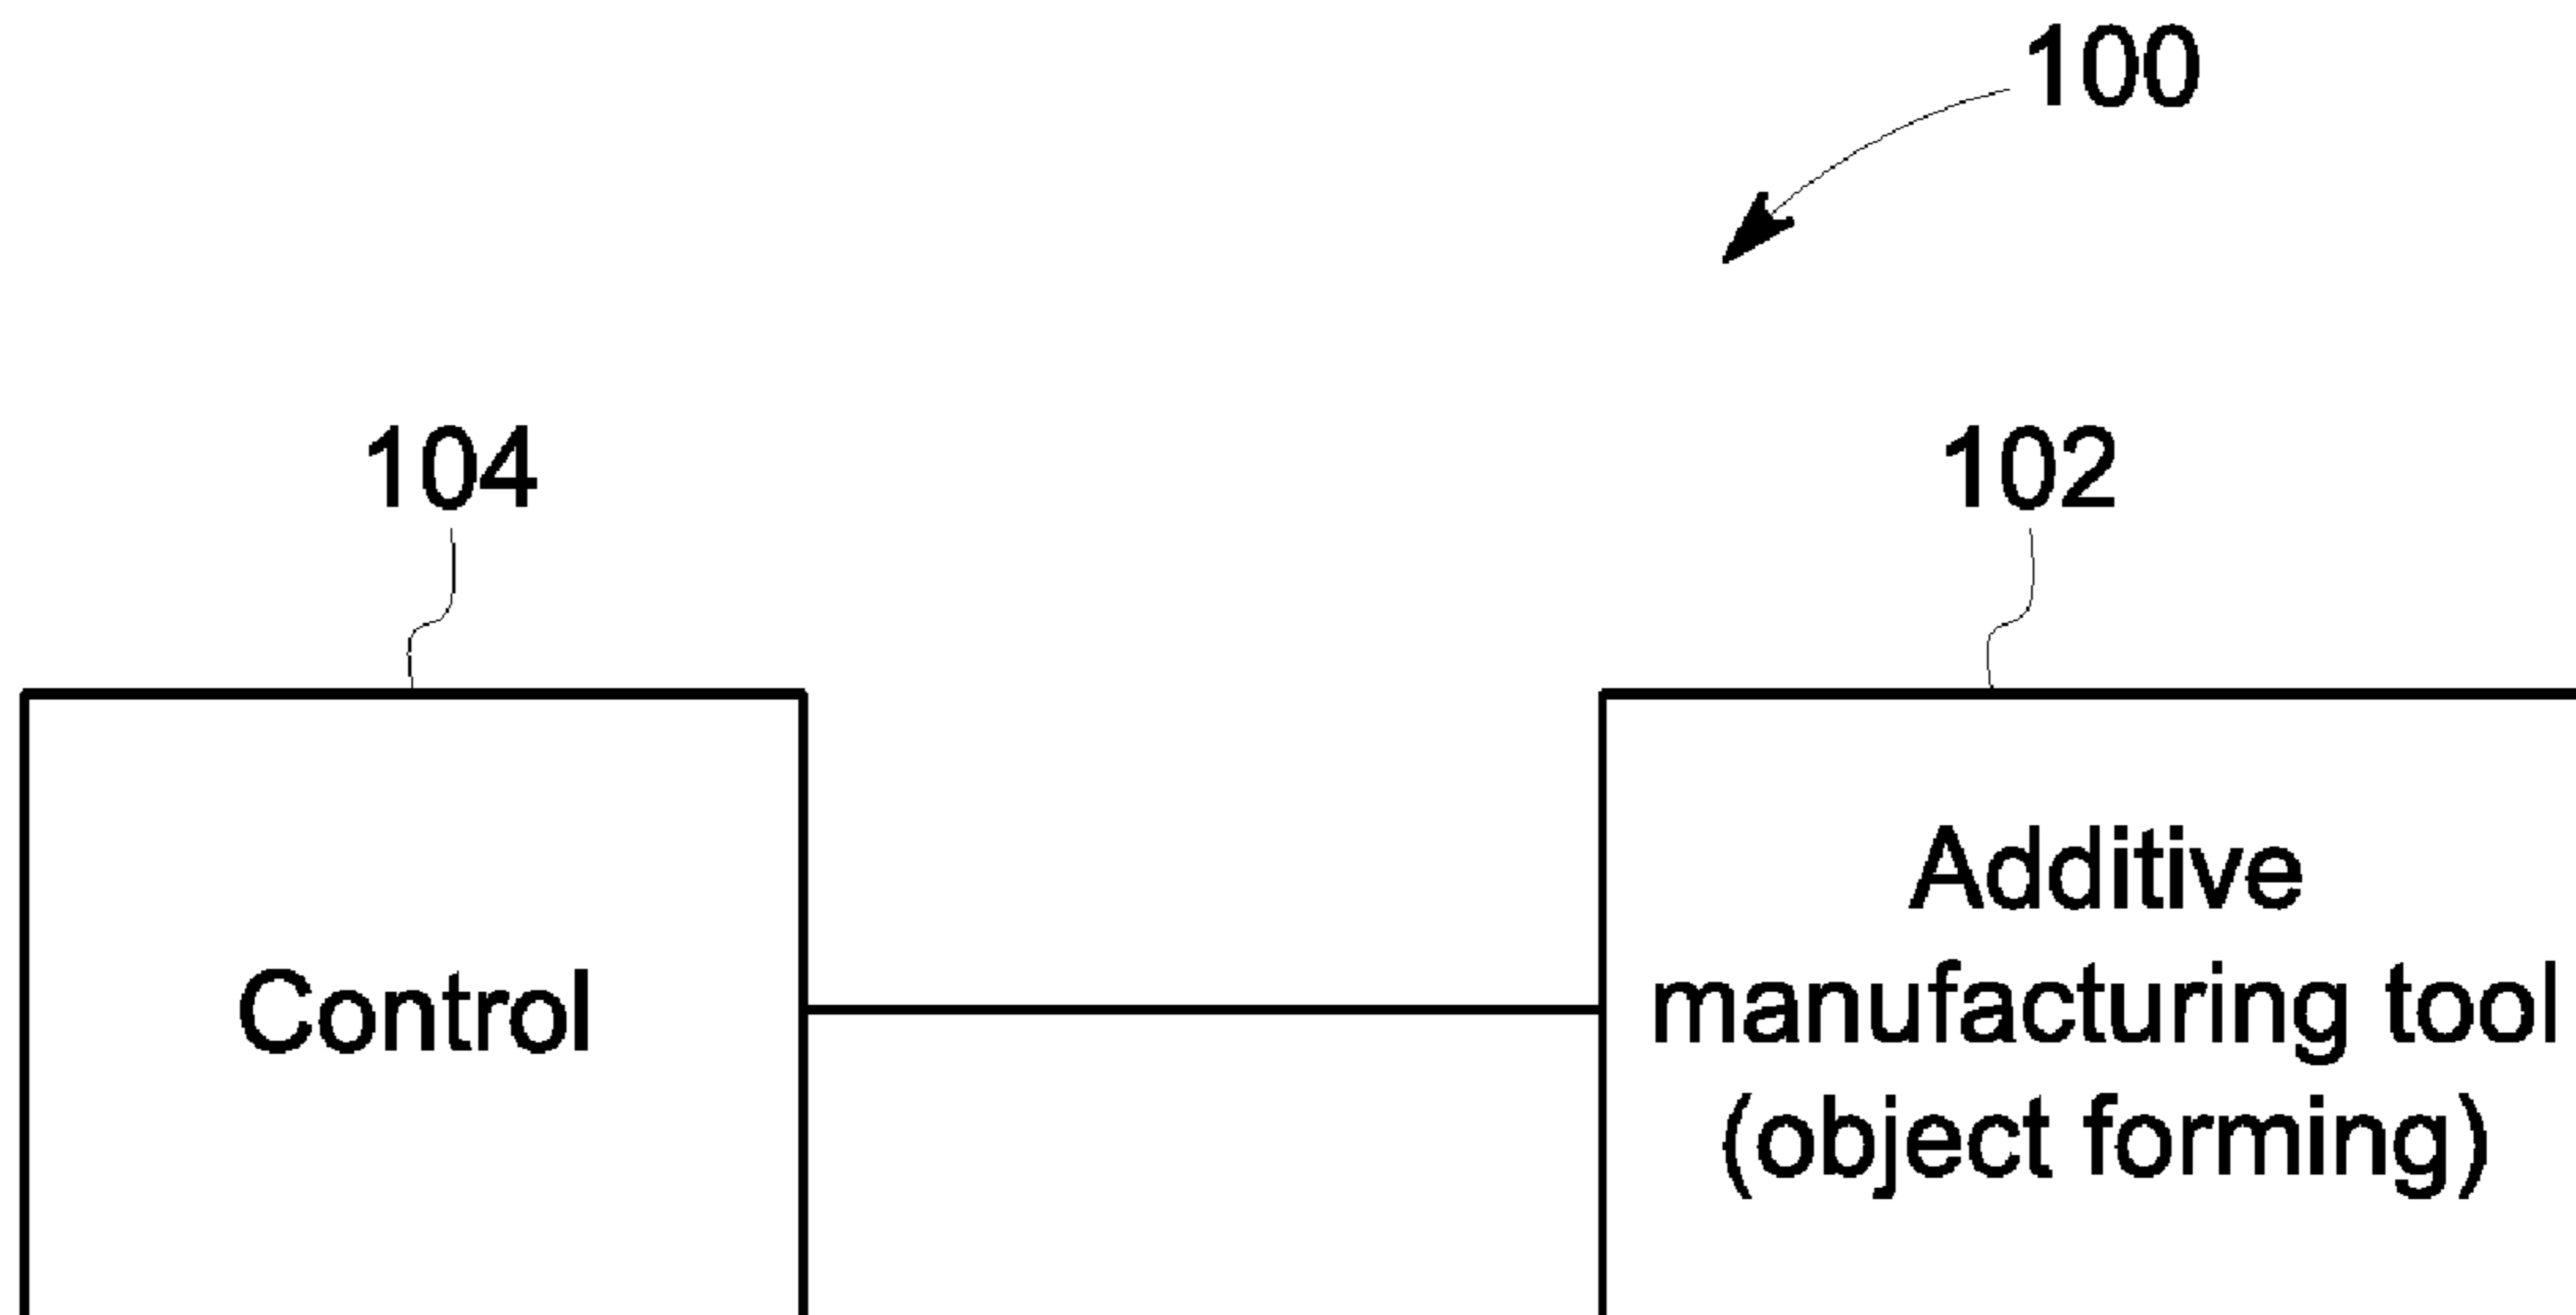 100
104
102
Control
Additive
manufacturing tool
(object forming)